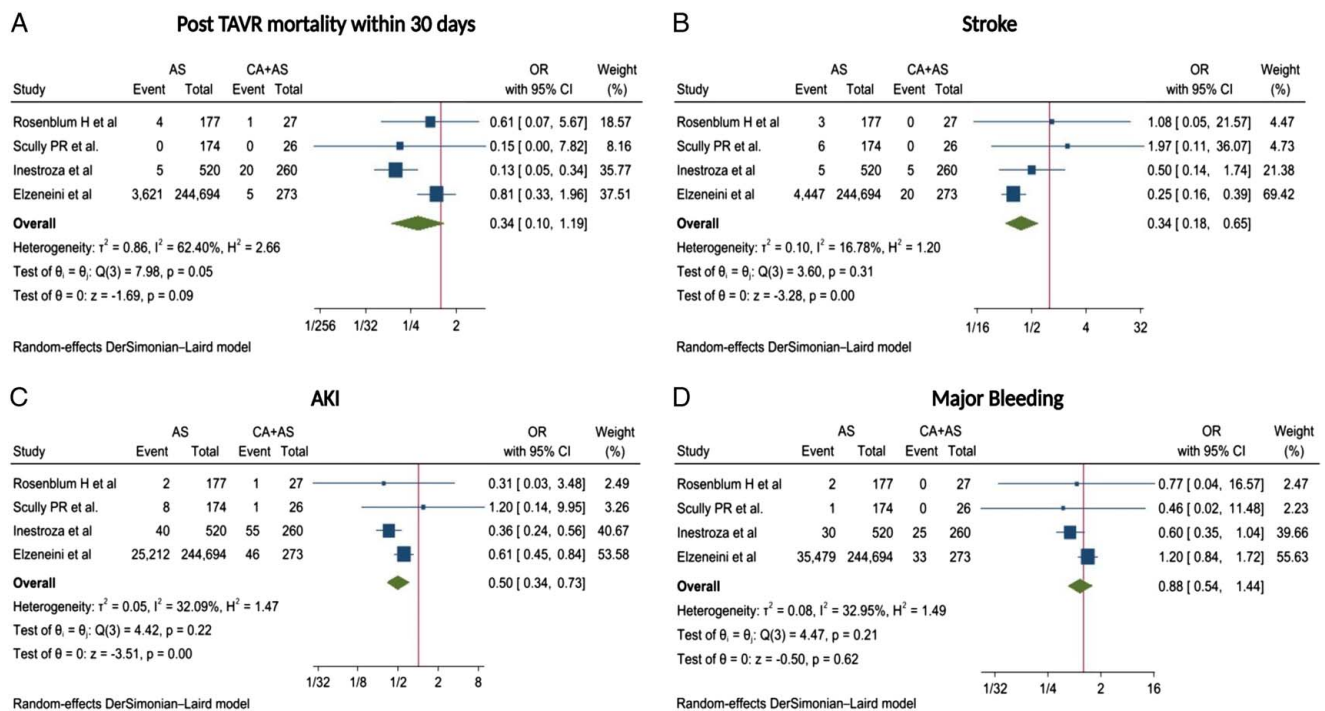 A Post TAVR mortality within 30 days
AS CA+AS OR Weight
Study Event Total Event Total with 95% CI (%)
Rosenblum H et al 4 177 1 27 0.61 [ 0.07, 5.67] 18.57
Scully PR et al. 0 174 0 26 0.15 [ 0.00, 7.82] 8.16
Inestroza et al 5 520 20 260 0.13 [ 0.05, 0.34] 35.77
Elzeneini et al 3,621 244,694 5 273 0.81 [ 0.33, 1.96] 37.51
Overall 0.34 [ 0.10, 1.19]
Heterogeneity: τ² = 0.86, I² = 62.40%, H² = 2.66
Test of θᵢ = θⱼ: Q(3) = 7.98, p = 0.05
Test of θ = 0: z = -1.69, p = 0.09
1/256 1/32 1/4 2
Random-effects DerSimonian–Laird model
B Stroke
AS CA+AS OR Weight
Study Event Total Event Total with 95% CI (%)
Rosenblum H et al 3 177 0 27 1.08 [ 0.05, 21.57] 4.47
Scully PR et al. 6 174 0 26 1.97 [ 0.11, 36.07] 4.73
Inestroza et al 5 520 5 260 0.50 [ 0.14, 1.74] 21.38
Elzeneini et al 4,447 244,694 20 273 0.25 [ 0.16, 0.39] 69.42
Overall 0.34 [ 0.18, 0.65]
Heterogeneity: τ² = 0.10, I² = 16.78%, H² = 1.20
Test of θᵢ = θⱼ: Q(3) = 3.60, p = 0.31
Test of θ = 0: z = -3.28, p = 0.00
1/16 1/2 4 32
Random-effects DerSimonian–Laird model
C AKI
AS CA+AS OR Weight
Study Event Total Event Total with 95% CI (%)
Rosenblum H et al 2 177 1 27 0.31 [ 0.03, 3.48] 2.49
Scully PR et al. 8 174 1 26 1.20 [ 0.14, 9.95] 3.26
Inestroza et al 40 520 55 260 0.36 [ 0.24, 0.56] 40.67
Elzeneini et al 25,212 244,694 46 273 0.61 [ 0.45, 0.84] 53.58
Overall 0.50 [ 0.34, 0.73]
Heterogeneity: τ² = 0.05, I² = 32.09%, H² = 1.47
Test of θᵢ = θⱼ: Q(3) = 4.42, p = 0.22
Test of θ = 0: z = -3.51, p = 0.00
1/32 1/8 1/2 2 8
Random-effects DerSimonian–Laird model
D Major Bleeding
AS CA+AS OR Weight
Study Event Total Event Total with 95% CI (%)
Rosenblum H et al 2 177 0 27 0.77 [ 0.04, 16.57] 2.47
Scully PR et al. 1 174 0 26 0.46 [ 0.02, 11.48] 2.23
Inestroza et al 30 520 25 260 0.60 [ 0.35, 1.04] 39.66
Elzeneini et al 35,479 244,694 33 273 1.20 [ 0.84, 1.72] 55.63
Overall 0.88 [ 0.54, 1.44]
Heterogeneity: τ² = 0.08, I² = 32.95%, H² = 1.49
Test of θᵢ = θⱼ: Q(3) = 4.47, p = 0.21
Test of θ = 0: z = -0.50, p = 0.62
1/32 1/4 2 16
Random-effects DerSimonian–Laird model